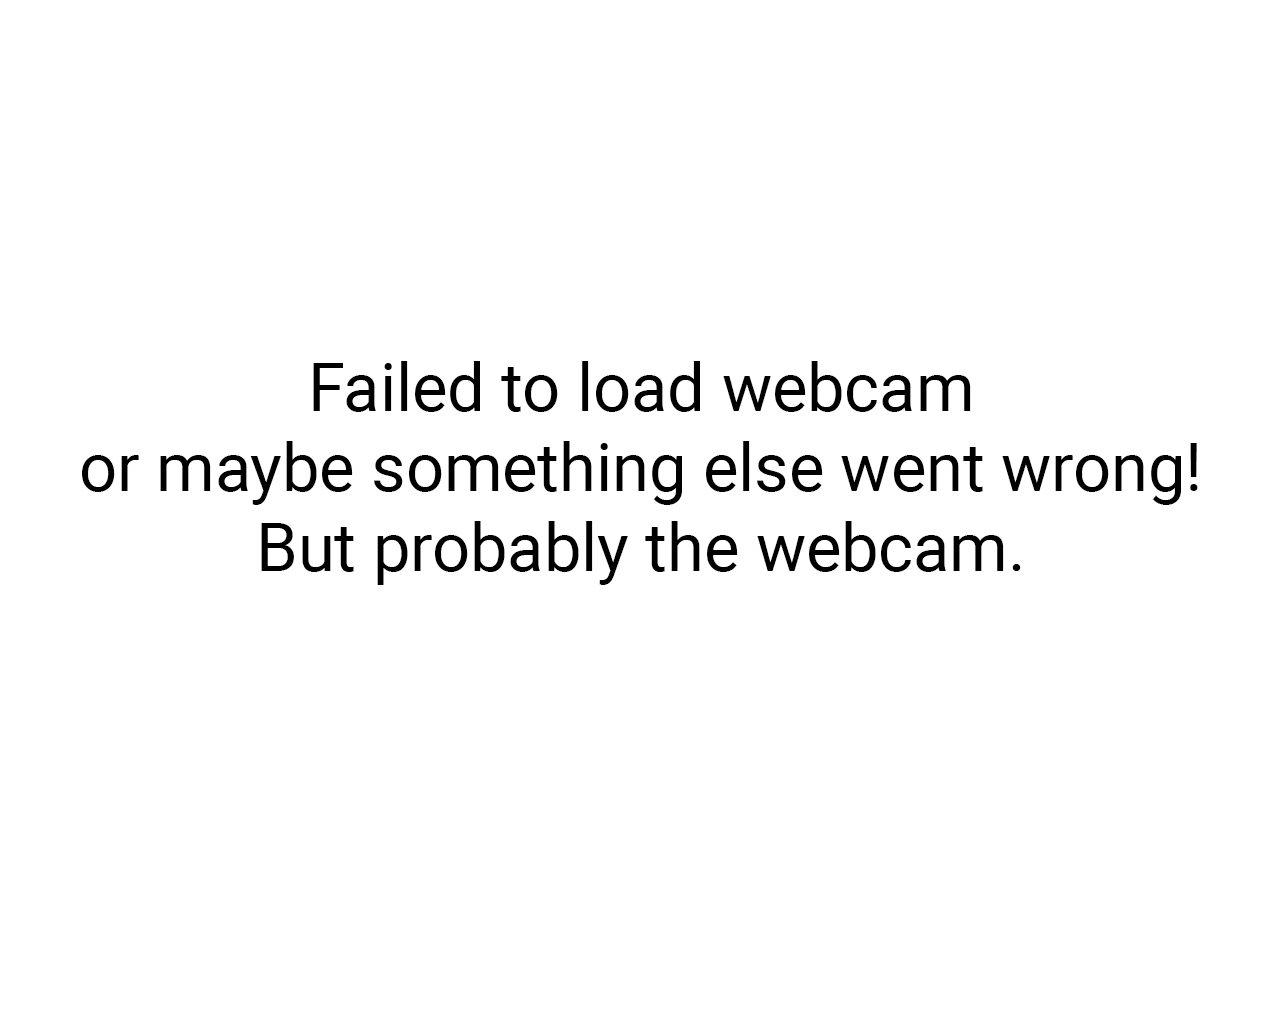 Failed to load webcam
or maybe something else went wrong!
But probably the webcam.